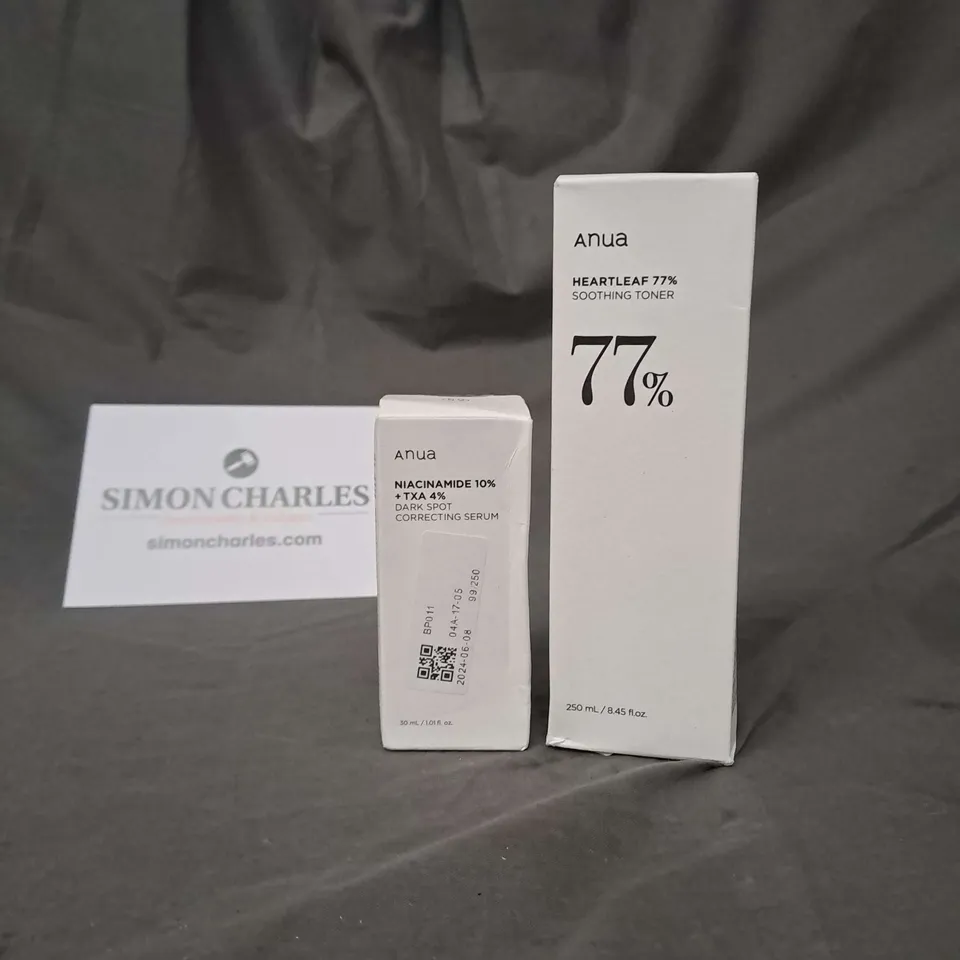 Anua
HEARTLEAF 77%
SOOTHING TONER
77%
250 mL / 8.45 fl.oz.
Anua
NIACINAMIDE 10%
+ TXA 4%
DARK SPOT
CORRECTING SERUM
BP011
04A-17-05
2024-06-08
99/250
30 mL / 1.01 fl. oz.
SIMON CHARLES
simoncharles.com